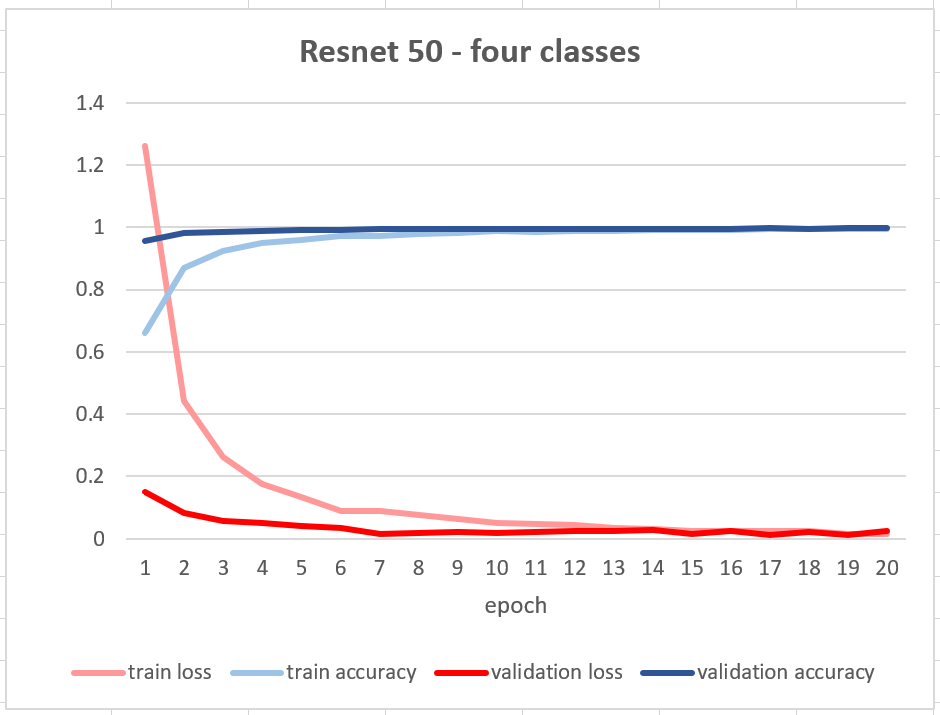 Resnet 50 - four classes
1.4
1.2
1
0.8
0.6
0.4
0.2
0
1 2 3 4 5 6 7 8 9 10 11 12 13 14 15 16 17 18 19 20
epoch
train loss train accuracy validation loss validation accuracy